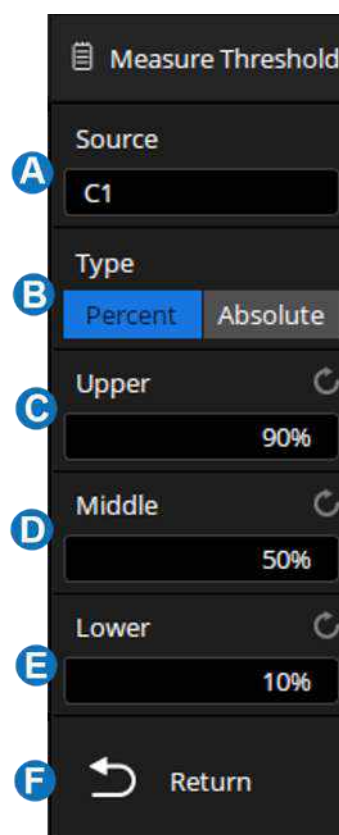 Measure Threshold
Source
A
C1
Type
B
Percent Absolute
Upper
C
90%
Middle
D
50%
Lower
E
10%
F Return